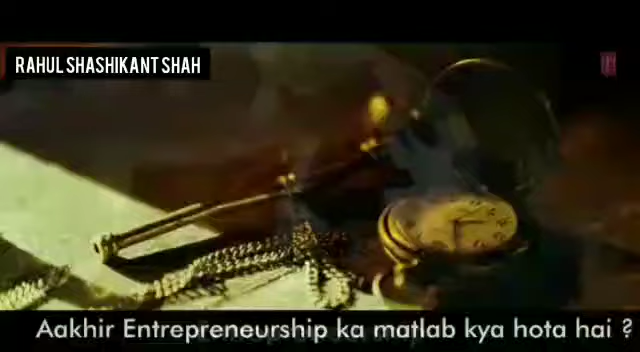 RAHUL SHASHIKANT SHAH
Aakhir Entrepreneurship ka matlab kya hota hai ?